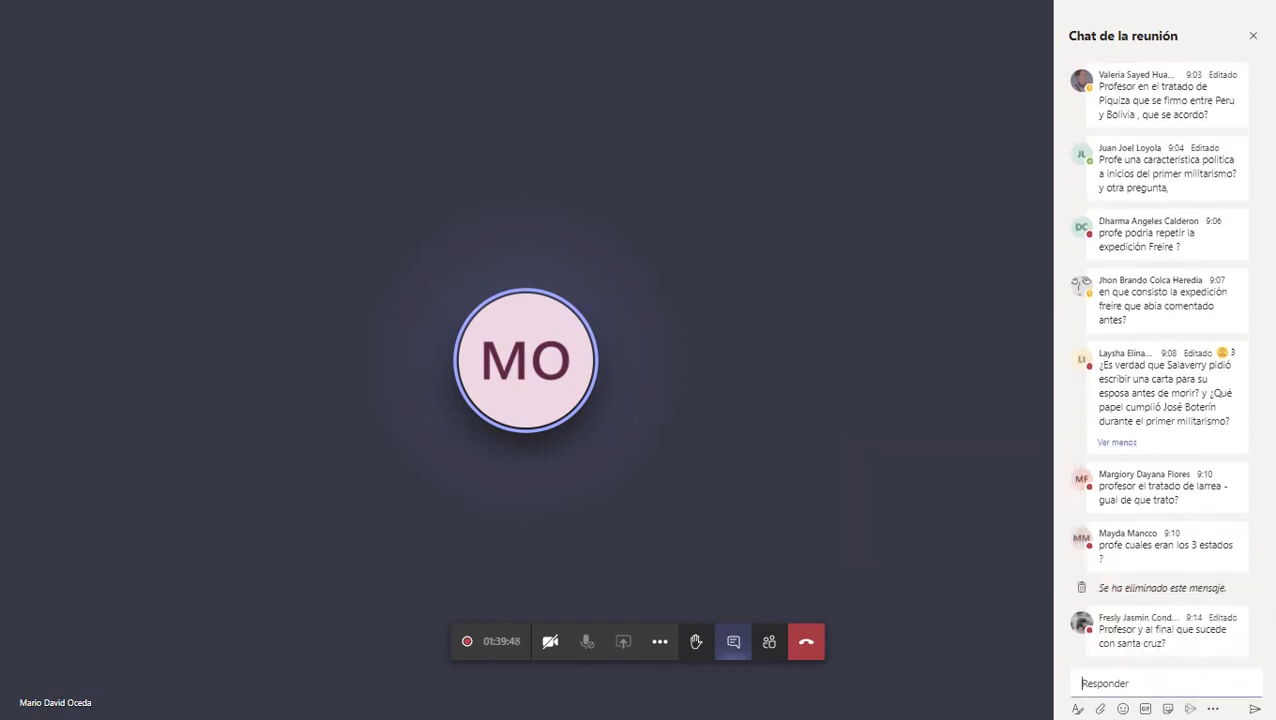 Chat de la reunión
Valeria Sayed Hua... 9:03 Editado
Profesor en el tratado de
Piquiza que se firmo entre Peru
y Bolivia , que se acordo?
JL
Juan Joel Loyola 9:04 Editado
Profe una característica política
a inicios del primer militarismo?
y otra pregunta,
DC
Dharma Angeles Calderon 9:06
profe podria repetir la
expedición Freire ?
Jhon Brando Colca Heredia 9:07
en que consisto la expedición
freire que abia comentado
antes?
LI
Laysha Elina... 9:08 Editado 3
¿Es verdad que Salaverry pidió
escribir una carta para su
esposa antes de morir? y ¿Qué
papel cumplió José Boterín
durante el primer militarismo?
Ver menos
MF
Margiory Dayana Flores 9:10
profesor el tratado de larrea -
gual de que trato?
MM
Mayda Mancco 9:10
profe cuales eran los 3 estados
?
Se ha eliminado este mensaje.
Fresly Jasmin Cond... 9:14 Editado
Profesor y al final que sucede
con santa cruz?
Responder
GIF
MO
01:39:48
Mario David Oceda